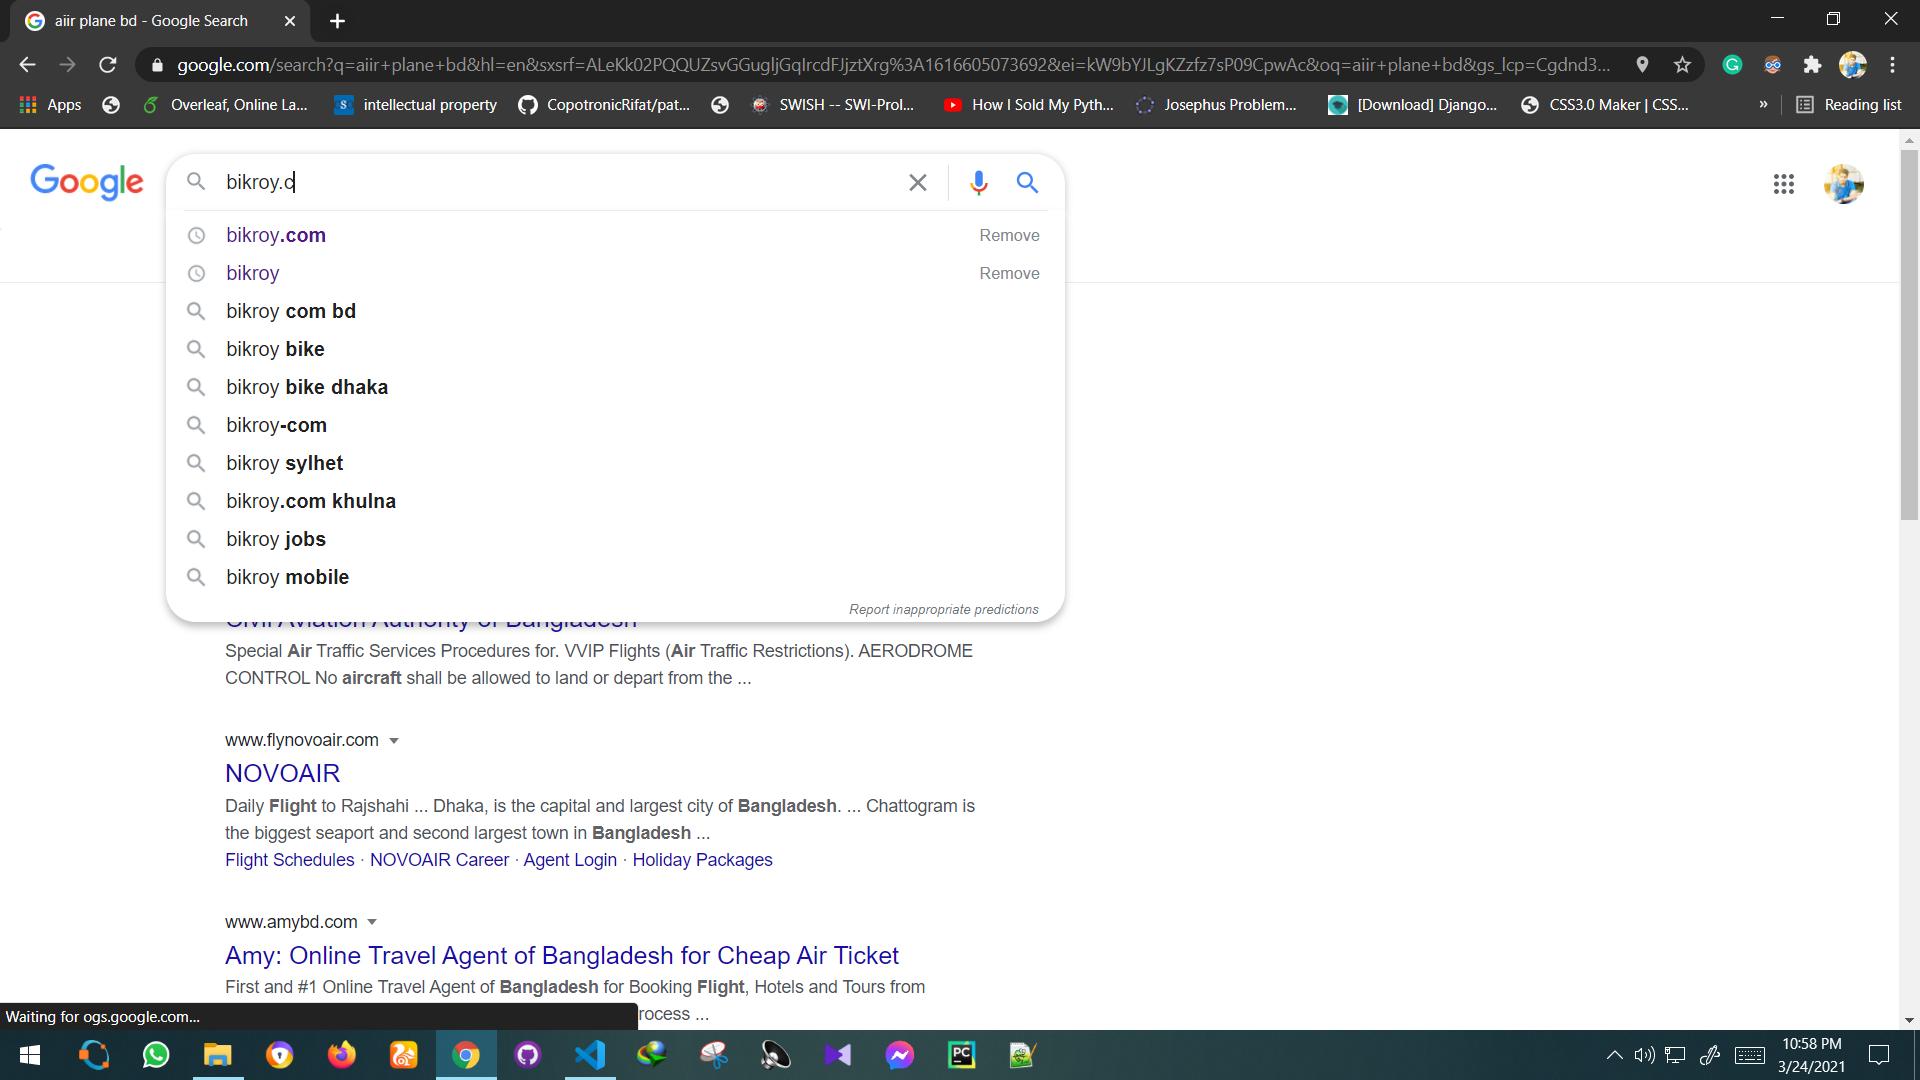 aiir plane bd - Google Search
google.com/search?q=aiir+plane+bd&hl=en&sxsrf=ALeKk02PQQUZsvGGugljGqIrcdFJjztXrg%3A1616605073692&ei=kW9bYJLgKZzfz7sP09CpwAc&oq=aiir+plane+bd&gs_lcp=Cgdnd3...
Apps Overleaf, Online La... intellectual property CopotronicRifat/pat... SWISH -- SWI-Prol... How I Sold My Pyth... Josephus Problem... [Download] Django... CSS3.0 Maker | CSS... » Reading list
Google bikroy.c
bikroy.com Remove
bikroy Remove
bikroy com bd
bikroy bike
bikroy bike dhaka
bikroy-com
bikroy sylhet
bikroy.com khulna
bikroy jobs
bikroy mobile
Report inappropriate predictions
Civil Aviation Authority of Bangladesh
Special Air Traffic Services Procedures for. VVIP Flights (Air Traffic Restrictions). AERODROME
CONTROL No aircraft shall be allowed to land or depart from the ...
www.flynovoair.com
NOVOAIR
Daily Flight to Rajshahi ... Dhaka, is the capital and largest city of Bangladesh. ... Chattogram is
the biggest seaport and second largest town in Bangladesh ...
Flight Schedules · NOVOAIR Career · Agent Login · Holiday Packages
www.amybd.com
Amy: Online Travel Agent of Bangladesh for Cheap Air Ticket
First and #1 Online Travel Agent of Bangladesh for Booking Flight, Hotels and Tours from
rocess ...
Waiting for ogs.google.com...
PC
10:58 PM
3/24/2021